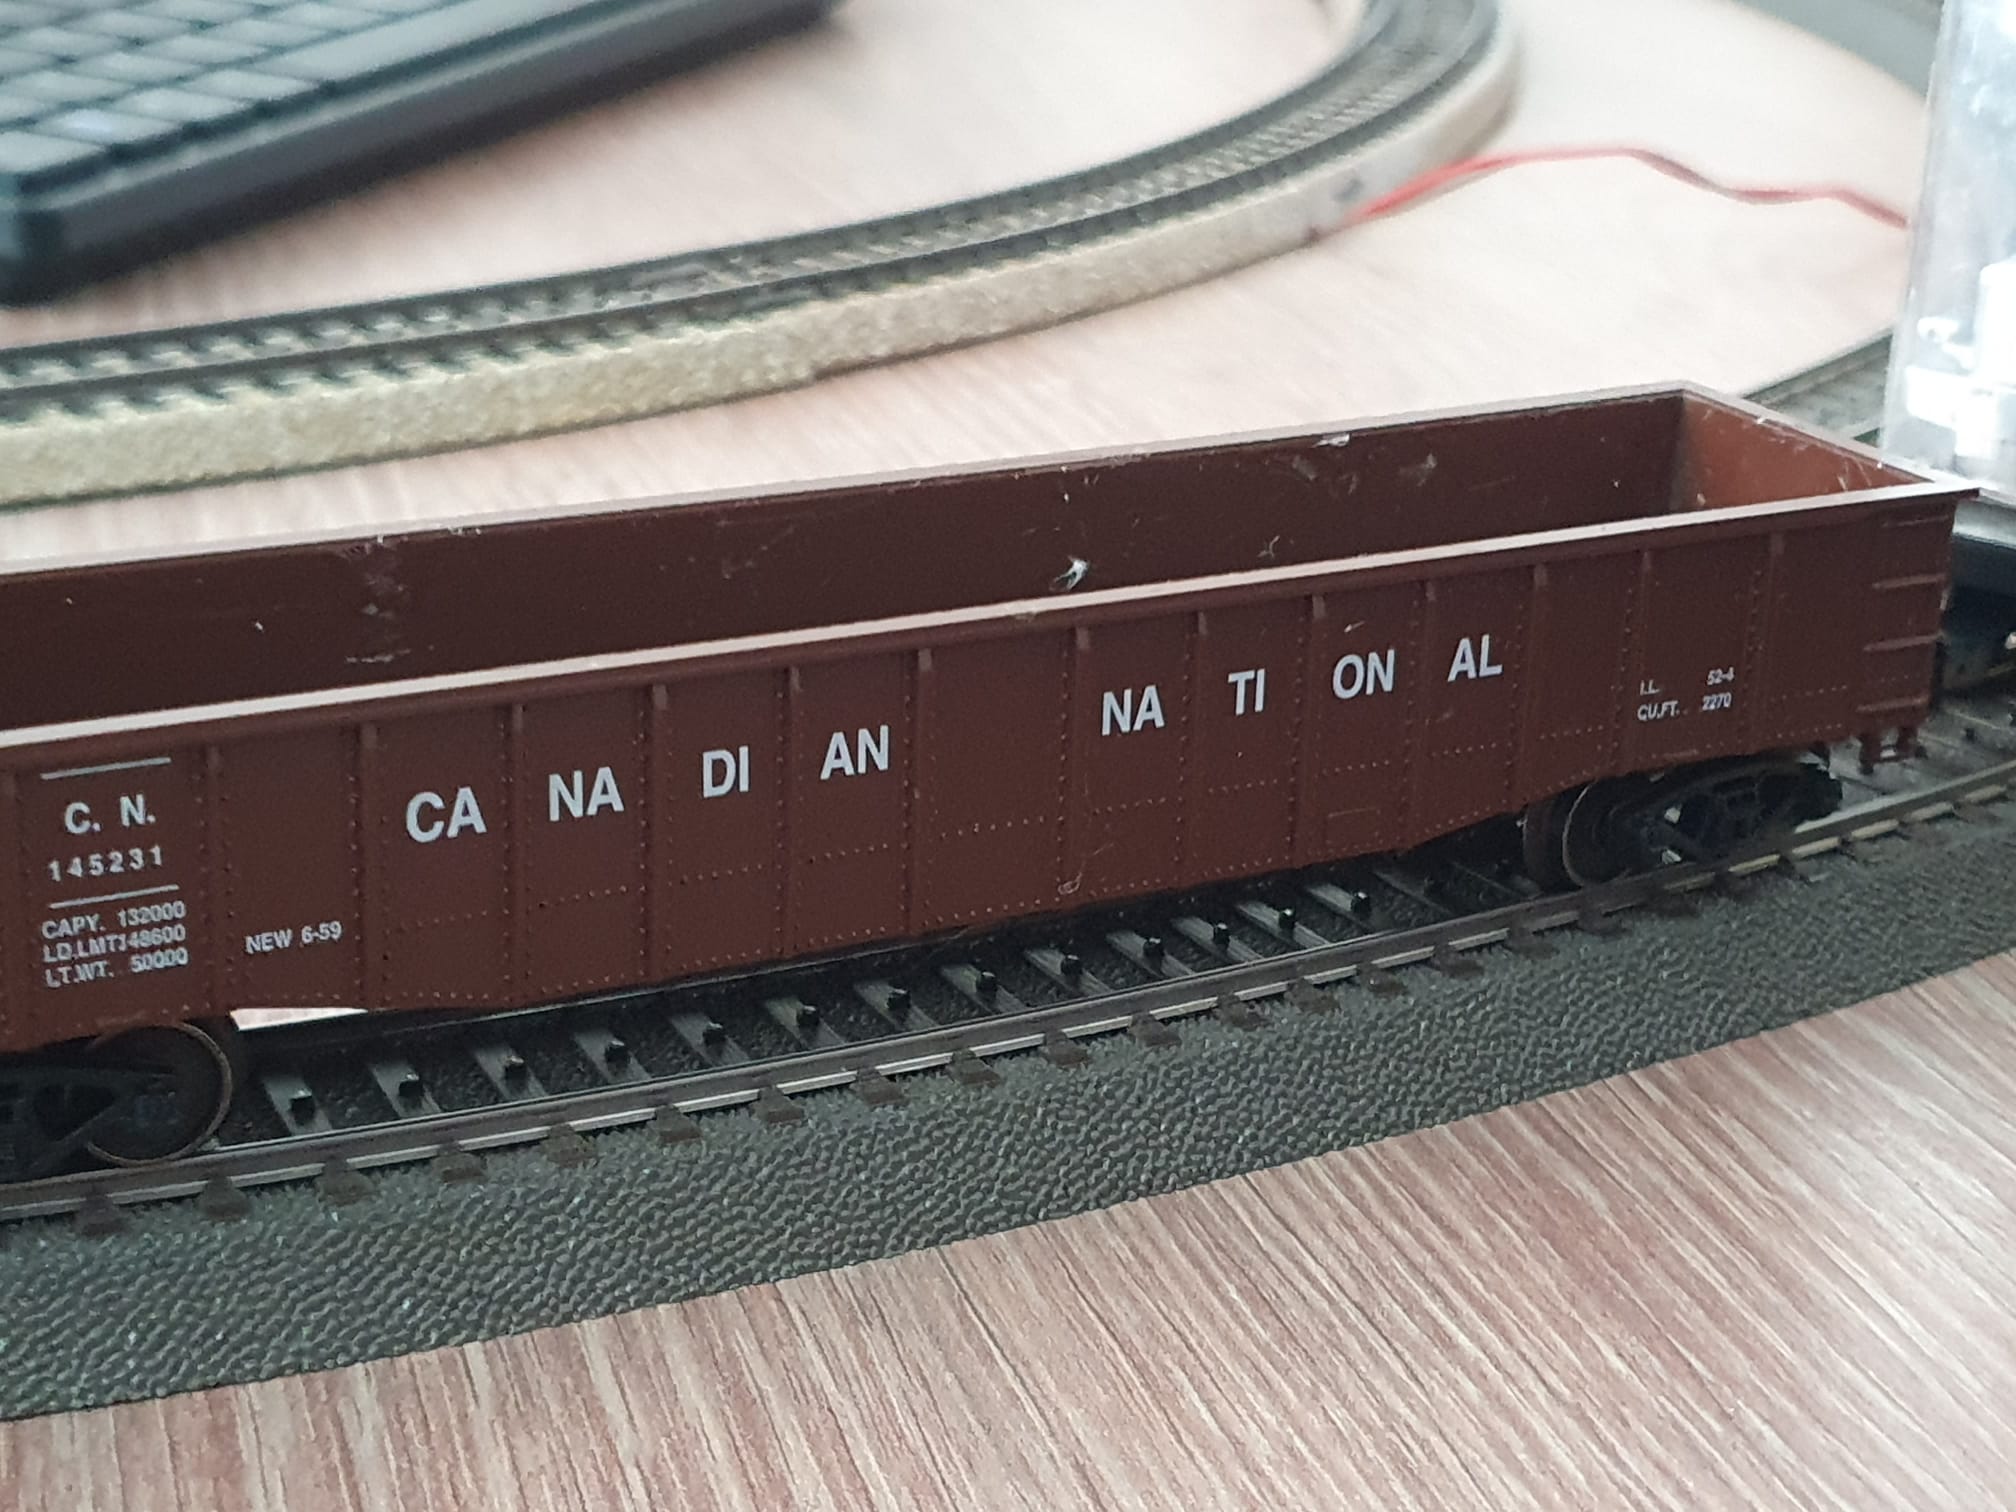 C. N.
145231
CAPY. 132000
LD.LMT148600
LT.WT. 50000
NEW 6-59
CA NA DI AN NA TI ON AL
I.L. 52-4
CU.FT. 2270